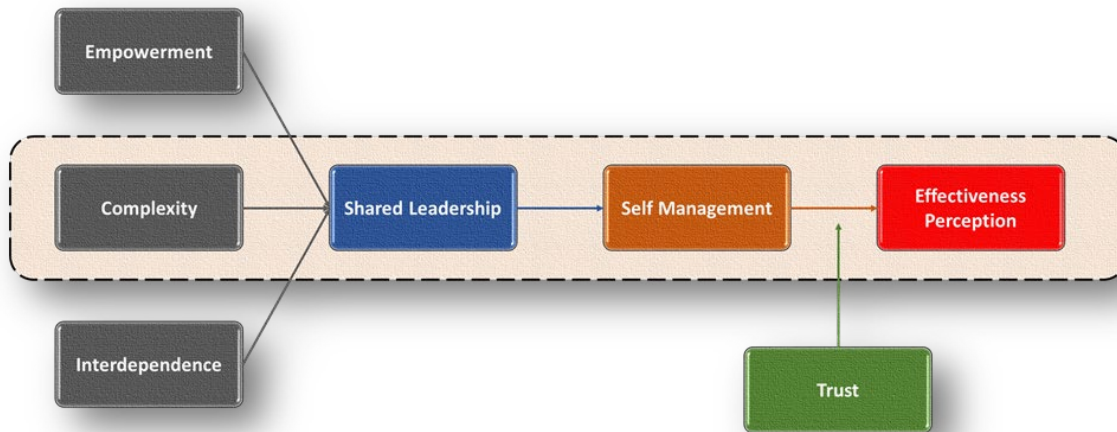 Empowerment
Complexity
Shared Leadership
Self Management
Effectiveness
Perception
Interdependence
Trust